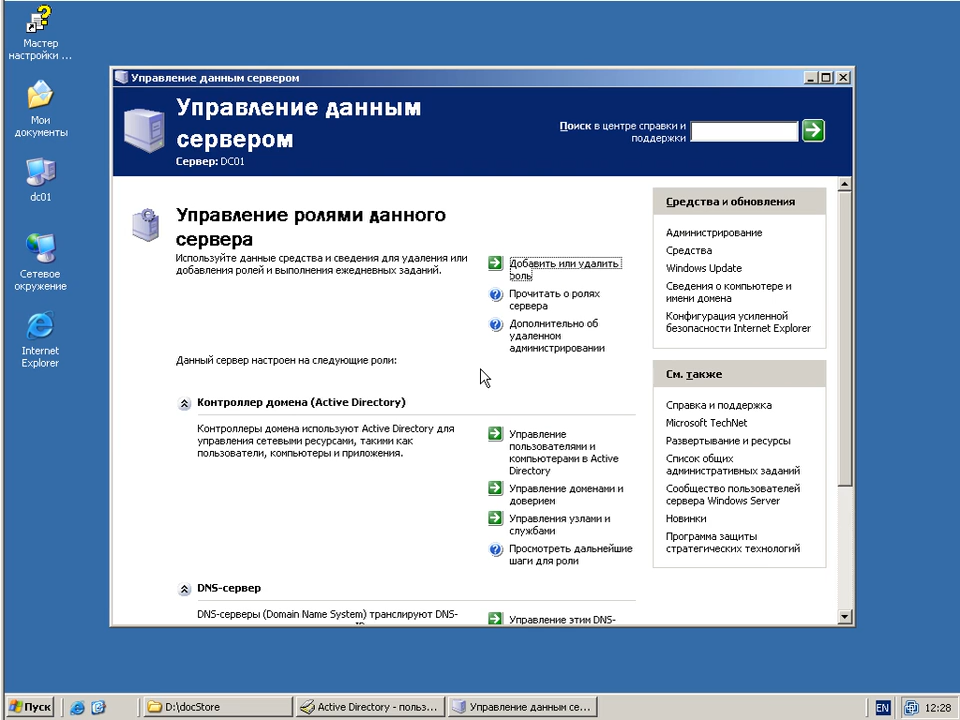 Мастер
настройки ...
Мои
документы
dc01
Сетевое
окружение
Internet
Explorer
Управление данным сервером
Управление данным
сервером
Сервер: DC01
Поиск в центре справки и
поддержки
Управление ролями данного
сервера
Используйте данные средства и сведения для удаления или
добавления ролей и выполнения ежедневных заданий.
Добавить или удалить
роль
Прочитать о ролях
сервера
Дополнительно об
удаленном
администрировании
Данный сервер настроен на следующие роли:
Контроллер домена (Active Directory)
Контроллеры домена используют Active Directory для
управления сетевыми ресурсами, такими как
пользователи, компьютеры и приложения.
Управление
пользователями и
компьютерами в Active
Directory
Управление доменами и
доверием
Управления узлами и
службами
Просмотреть дальнейшие
шаги для роли
DNS-сервер
DNS-серверы (Domain Name System) транслируют DNS-
Управление этим DNS-
Средства и обновления
Администрирование
Средства
Windows Update
Сведения о компьютере и
имени домена
Конфигурация усиленной
безопасности Internet Explorer
См. также
Справка и поддержка
Microsoft TechNet
Развертывание и ресурсы
Список общих
административных заданий
Сообщество пользователей
сервера Windows Server
Новинки
Программа защиты
стратегических технологий
Пуск
D:\docStore
Active Directory - польз...
Управление данным се...
EN
12:28